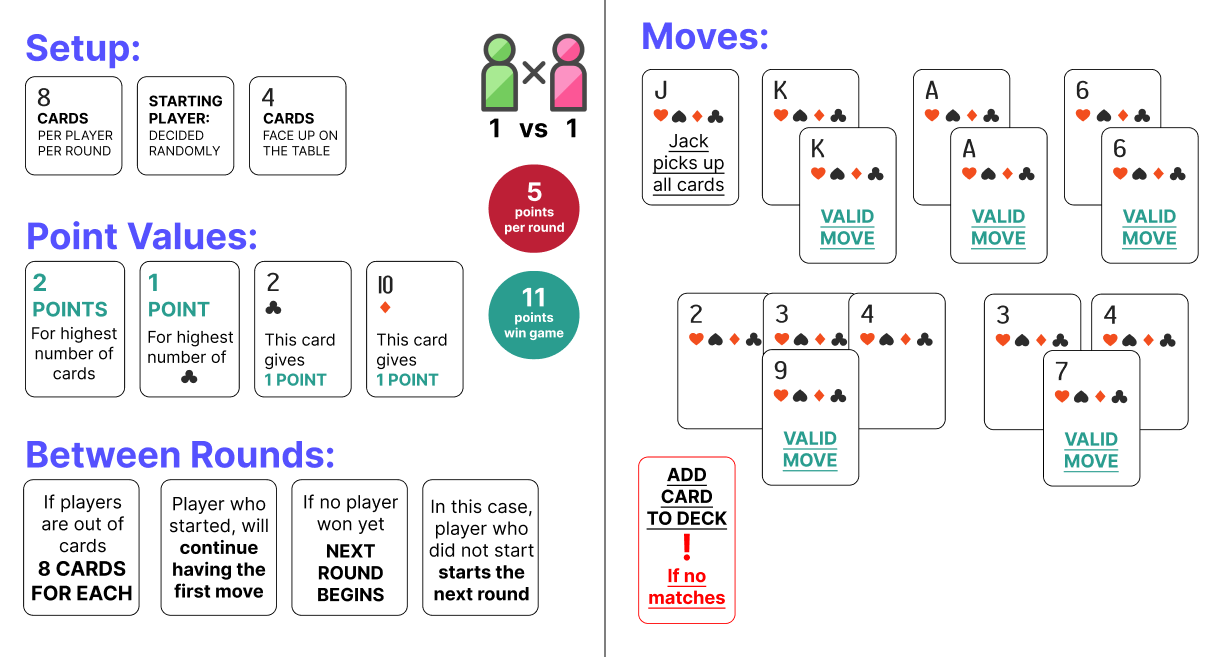 Setup:
8
CARDS
PER PLAYER
PER ROUND
STARTING
PLAYER:
DECIDED
RANDOMLY
4
CARDS
FACE UP ON
THE TABLE
1 vs 1
5
points
per round
11
points
win game
Point Values:
2
POINTS
For highest
number of
cards
1
POINT
For highest
number of
♣
2
♣
This card
gives
1 POINT
10
♦
This card
gives
1 POINT
Between Rounds:
If players
are out of
cards
8 CARDS
FOR EACH
Player who
started, will
continue
having the
first move
If no player
won yet
NEXT
ROUND
BEGINS
In this case,
player who
did not start
starts the
next round
Moves:
J
♥♠♦♣
Jack
picks up
all cards
K
♥♠♦♣
K
♥♠♦♣
VALID
MOVE
A
♥♠♦♣
A
♥♠♦♣
VALID
MOVE
6
♥♠♦♣
6
♥♠♦♣
VALID
MOVE
2
♥♠♦♣
3
♥♠♦♣
4
♥♠♦♣
9
♥♠♦♣
VALID
MOVE
3
♥♠♦♣
4
♥♠♦♣
7
♥♠♦♣
VALID
MOVE
ADD
CARD
TO DECK
!
If no
matches